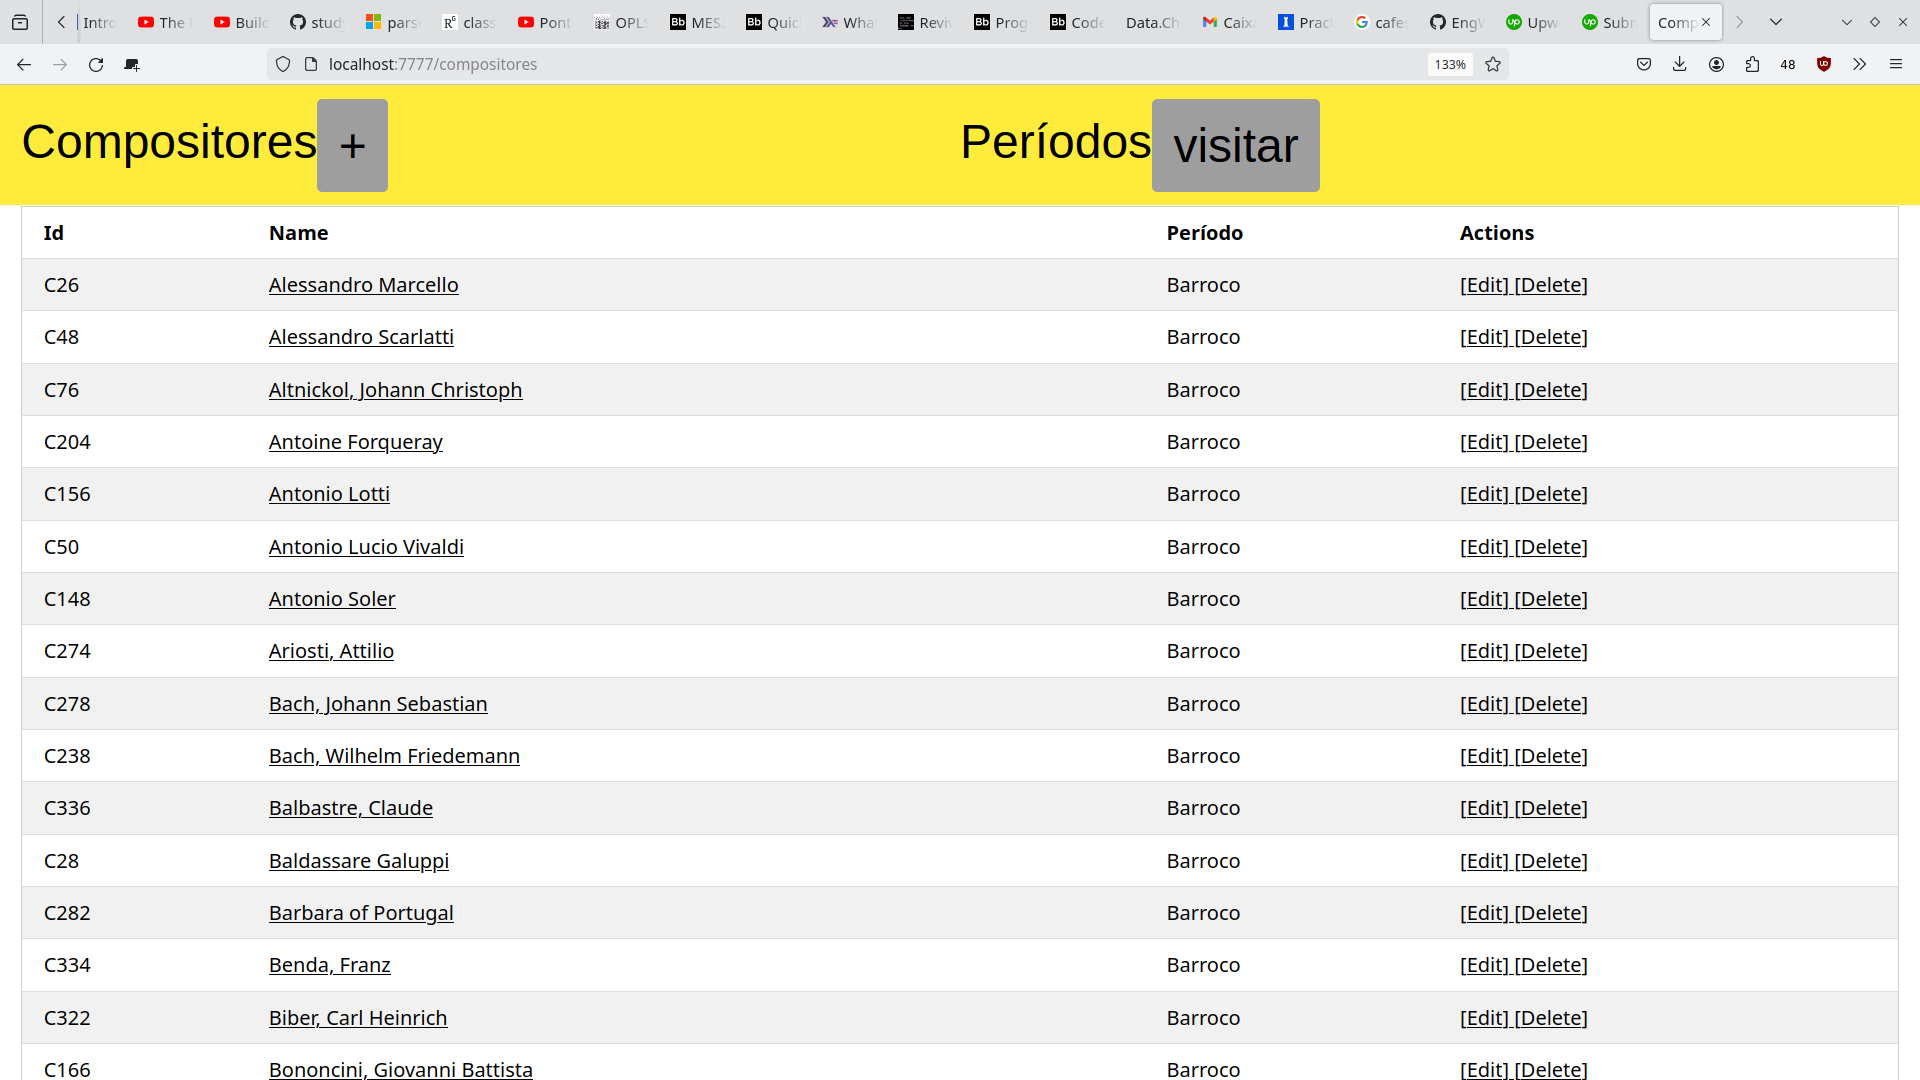 Intro The Build stud pars class Pont OPLS MES Quic Wha Reviv Prog Code Data.Ch Caixa Pract cafe EngW Upw Subm Comp
localhost:7777/compositores 133% 48
Compositores + Períodos visitar
Id Name Período Actions
C26 Alessandro Marcello Barroco [Edit] [Delete]
C48 Alessandro Scarlatti Barroco [Edit] [Delete]
C76 Altnickol, Johann Christoph Barroco [Edit] [Delete]
C204 Antoine Forqueray Barroco [Edit] [Delete]
C156 Antonio Lotti Barroco [Edit] [Delete]
C50 Antonio Lucio Vivaldi Barroco [Edit] [Delete]
C148 Antonio Soler Barroco [Edit] [Delete]
C274 Ariosti, Attilio Barroco [Edit] [Delete]
C278 Bach, Johann Sebastian Barroco [Edit] [Delete]
C238 Bach, Wilhelm Friedemann Barroco [Edit] [Delete]
C336 Balbastre, Claude Barroco [Edit] [Delete]
C28 Baldassare Galuppi Barroco [Edit] [Delete]
C282 Barbara of Portugal Barroco [Edit] [Delete]
C334 Benda, Franz Barroco [Edit] [Delete]
C322 Biber, Carl Heinrich Barroco [Edit] [Delete]
C166 Bononcini, Giovanni Battista Barroco [Edit] [Delete]